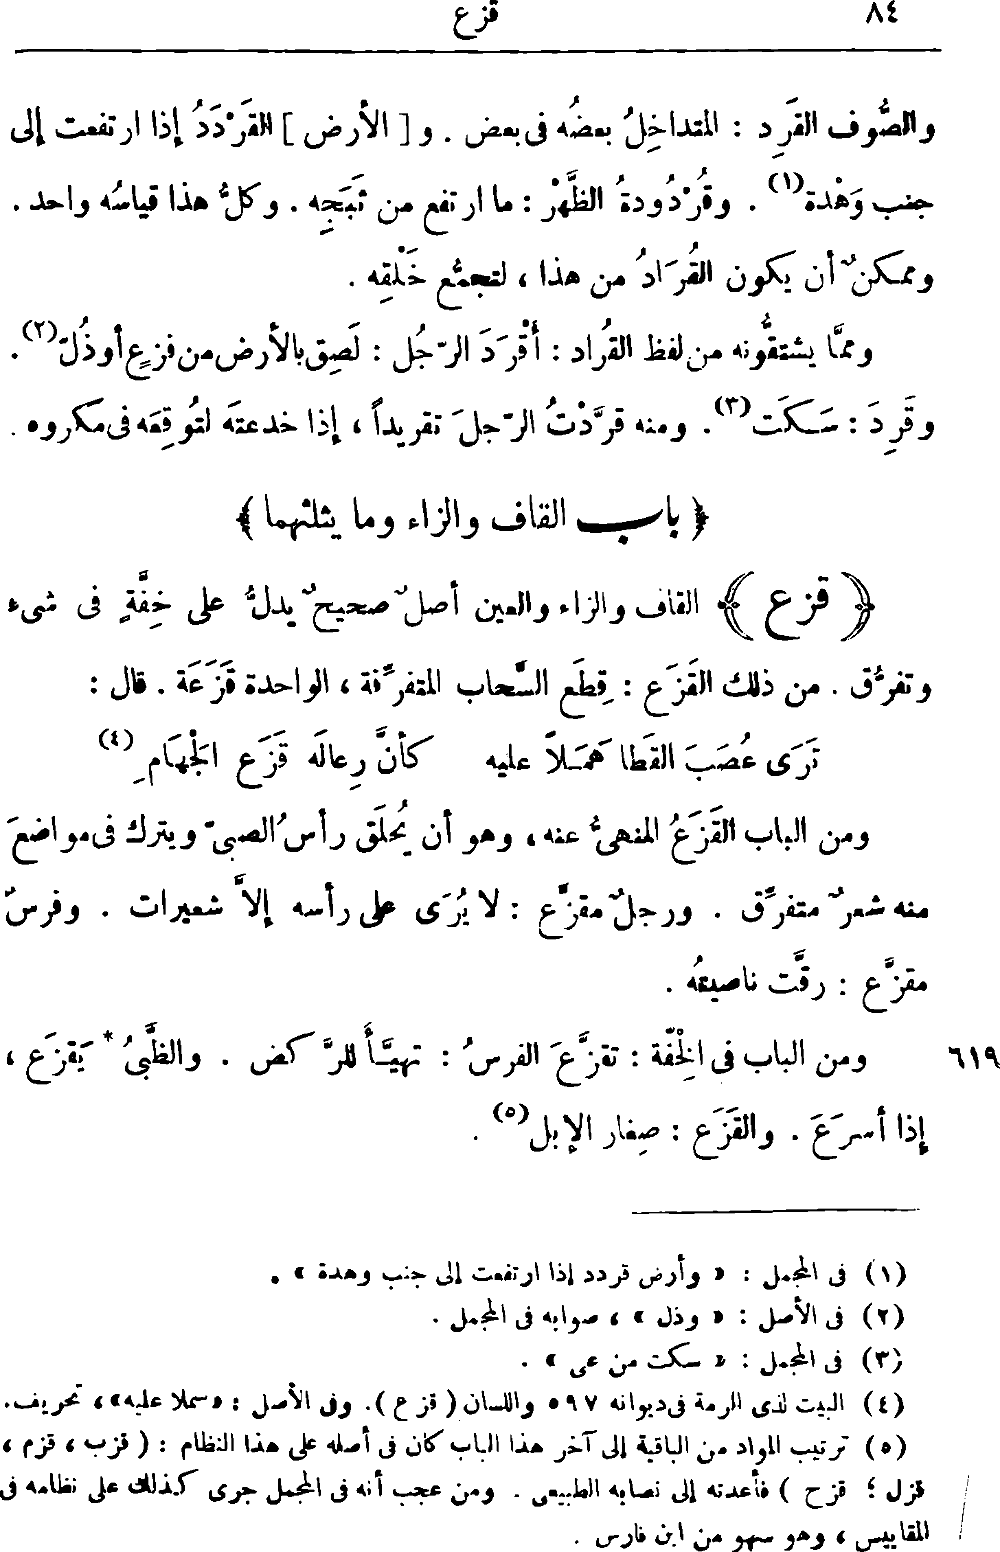 ٨٤ قزع
والصُّوف القَرِد : المتداخِلُ بعضُه فى بعض . و [ الأرض ] القَرْدَدُ إذا ارتفعت إلى
جنب وَهْدة(١) . وقُرْدُودةُ الظَّهْر : ما ارتفع من ثَبَجِه . وكلُّ هذا قياسُه واحد .
وممكنٌ أن يكون القُرَادُ من هذا ، لتجمُّع خَلْقِه .
وممَّا يشتقُّونه من لفظ القُراد : أَقْرَدَ الرّجُل : لَصِق بالأرض من فزعٍ أو ذُلّ(٢) .
وقَرِدَ : سَكَت(٣) . ومنه قرَّدْتُ الرّجلَ تقريداً ، إذا خدعتَه لتُوقِعَه فى مكروه .
﴿ باب القاف والزاء وما يثلثهما ﴾
﴿ قزع ﴾ القاف والزاء والعين أصلٌ صحيحٌ يدلُّ على خِفَّةٍ فى شىء
وتفرُّق . من ذلك القَزَع : قِطَع السَّحاب المتفرِّقة ، الواحدة قَزَعَة . قال :
تَرَى عُصَبَ القَطا هَمَلاً عليه كأنَّ رِعالَه قَزَع الجَْهَامِ(٤)
ومن الباب القَزَعُ المنهىُّ عنه ، وهو أن يُحلَق رأسُ الصبىّ ويترك فى مواضعَ
منه شعرٌ متفرِّق . ورجلٌ مقزَّع : لا يُرَى على رأسه إلاَّ شعيرات . وفرسٌ
مقزَّع : رقَّت ناصيتُه .
ومن الباب فى الخِْفّة : تقزَّعَ الفرسُ : تهيَّأَ للرَّكض . والظَّبىُ * يَقزَع ، ٦١٩
إذا أسرَعَ . والقَزَع : صِغار الإبل(٥) .
(١) فى المجمل : « وأرض قردد إذا ارتفعت إلى جنب وهدة » .
(٢) فى الأصل : « وذل » ، صوابه فى المجمل .
(٣) فى المجمل : « سكت من عى » .
(٤) البيت لذى الرمة فى ديوانه ٥٩٧ واللسان ( قزع ) . وفى الأصل : « سملا عليه » ، تحريف .
(٥) ترتيب المواد من الباقية إلى آخر هذا الباب كان فى أصله على هذا النظام : ( قزب ، قزم ،
قزل ؛ قزح ) فأعدته إلى نصابه الطبيعى . ومن عجب أنه فى المجمل جرى كذلك على نظامه فى
المقاييس ، وهو سهو من ابن فارس .